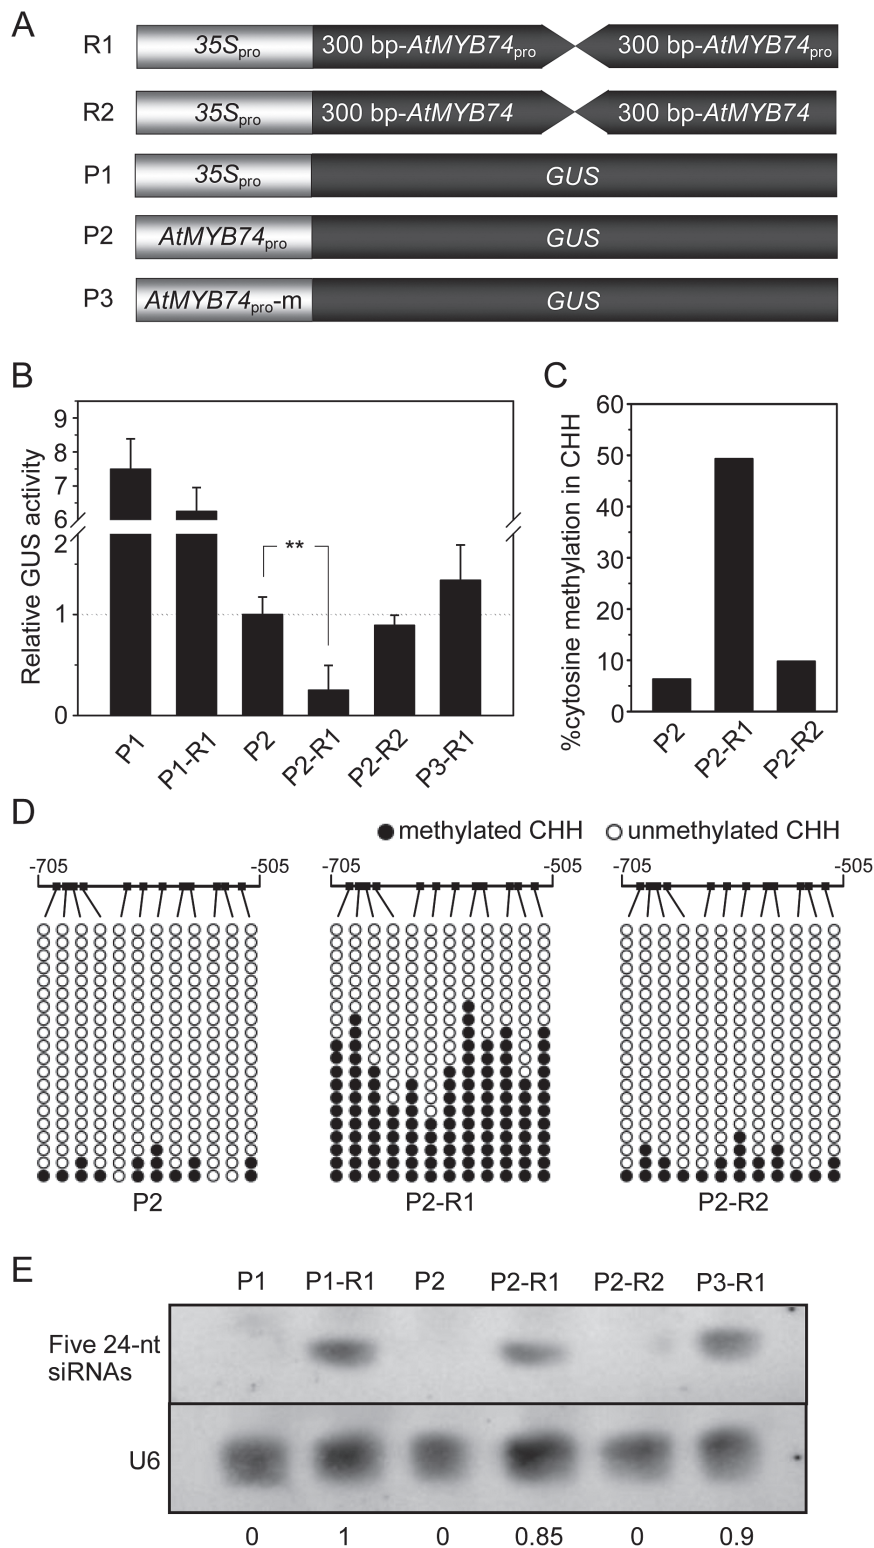 A
R1 35Spro 300 bp-AtMYB74pro 300 bp-AtMYB74pro
R2 35Spro 300 bp-AtMYB74 300 bp-AtMYB74
P1 35Spro GUS
P2 AtMYB74pro GUS
P3 AtMYB74pro-m GUS
B
Relative GUS activity
9
8
7
6
2
1
0
**
P1 P1-R1 P2 P2-R1 P2-R2 P3-R1
C
%cytosine methylation in CHH
60
50
40
30
20
10
0
P2 P2-R1 P2-R2
D
methylated CHH unmethylated CHH
-705 -505 -705 -505 -705 -505
P2 P2-R1 P2-R2
E
P1 P1-R1 P2 P2-R1 P2-R2 P3-R1
Five 24-nt
siRNAs
U6
0 1 0 0.85 0 0.9